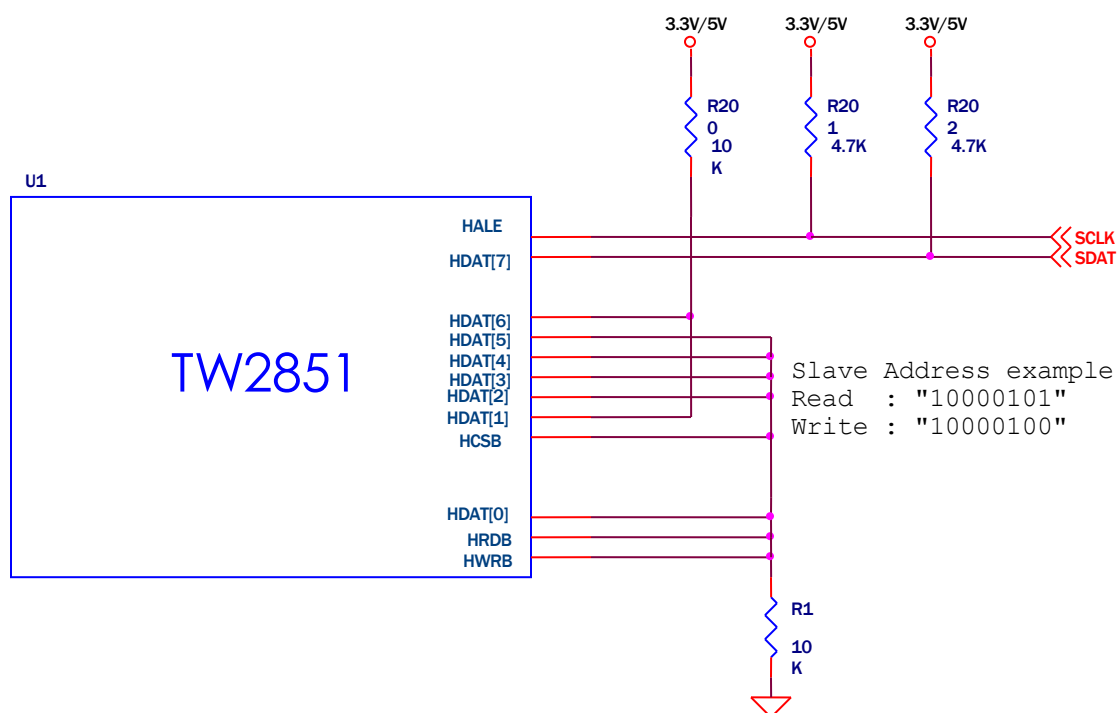 3.3V/5V
3.3V/5V
3.3V/5V
R20
0
10
K
R20
1
4.7K
R20
2
4.7K
U1
HALE
HDAT[7]
SCLK
SDAT
HDAT[6]
HDAT[5]
HDAT[4]
HDAT[3]
HDAT[2]
HDAT[1]
HCSB
TW2851
Slave Address example
Read  : "10000101"
Write : "10000100"
HDAT[0]
HRDB
HWRB
R1
10
K